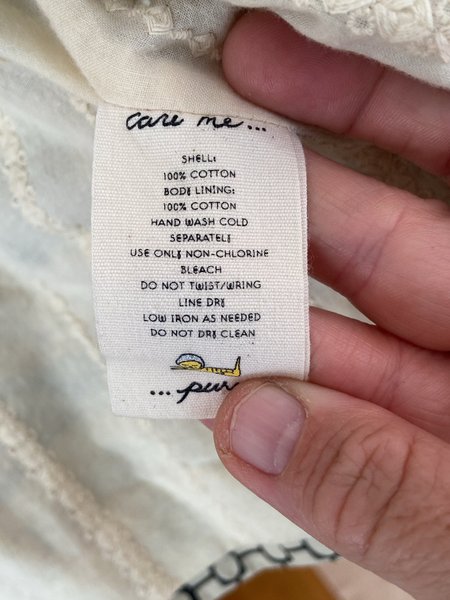 care me...
SHELL:
100% COTTON
BODY LINING:
100% COTTON
HAND WASH COLD
SEPARATELY
USE ONLY NON-CHLORINE
BLEACH
DO NOT TWIST/WRING
LINE DRY
LOW IRON AS NEEDED
DO NOT DRY CLEAN